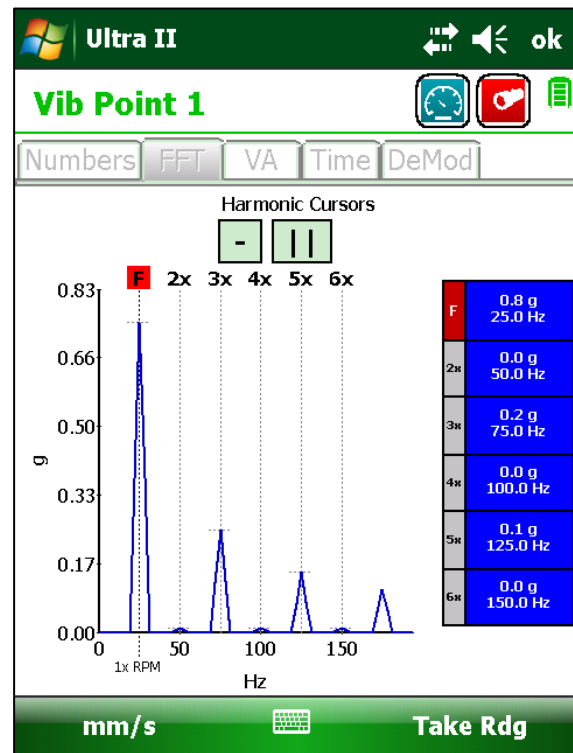 Ultra II ok
Vib Point 1
Numbers FFT VA Time DeMod
Harmonic Cursors
- ||
F 2x 3x 4x 5x 6x
0.83
0.66
0.50
0.33
0.17
0.00
g
0 50 100 150
1x RPM
Hz
F 0.8 g
25.0 Hz
2x 0.0 g
50.0 Hz
3x 0.2 g
75.0 Hz
4x 0.0 g
100.0 Hz
5x 0.1 g
125.0 Hz
6x 0.0 g
150.0 Hz
mm/s Take Rdg